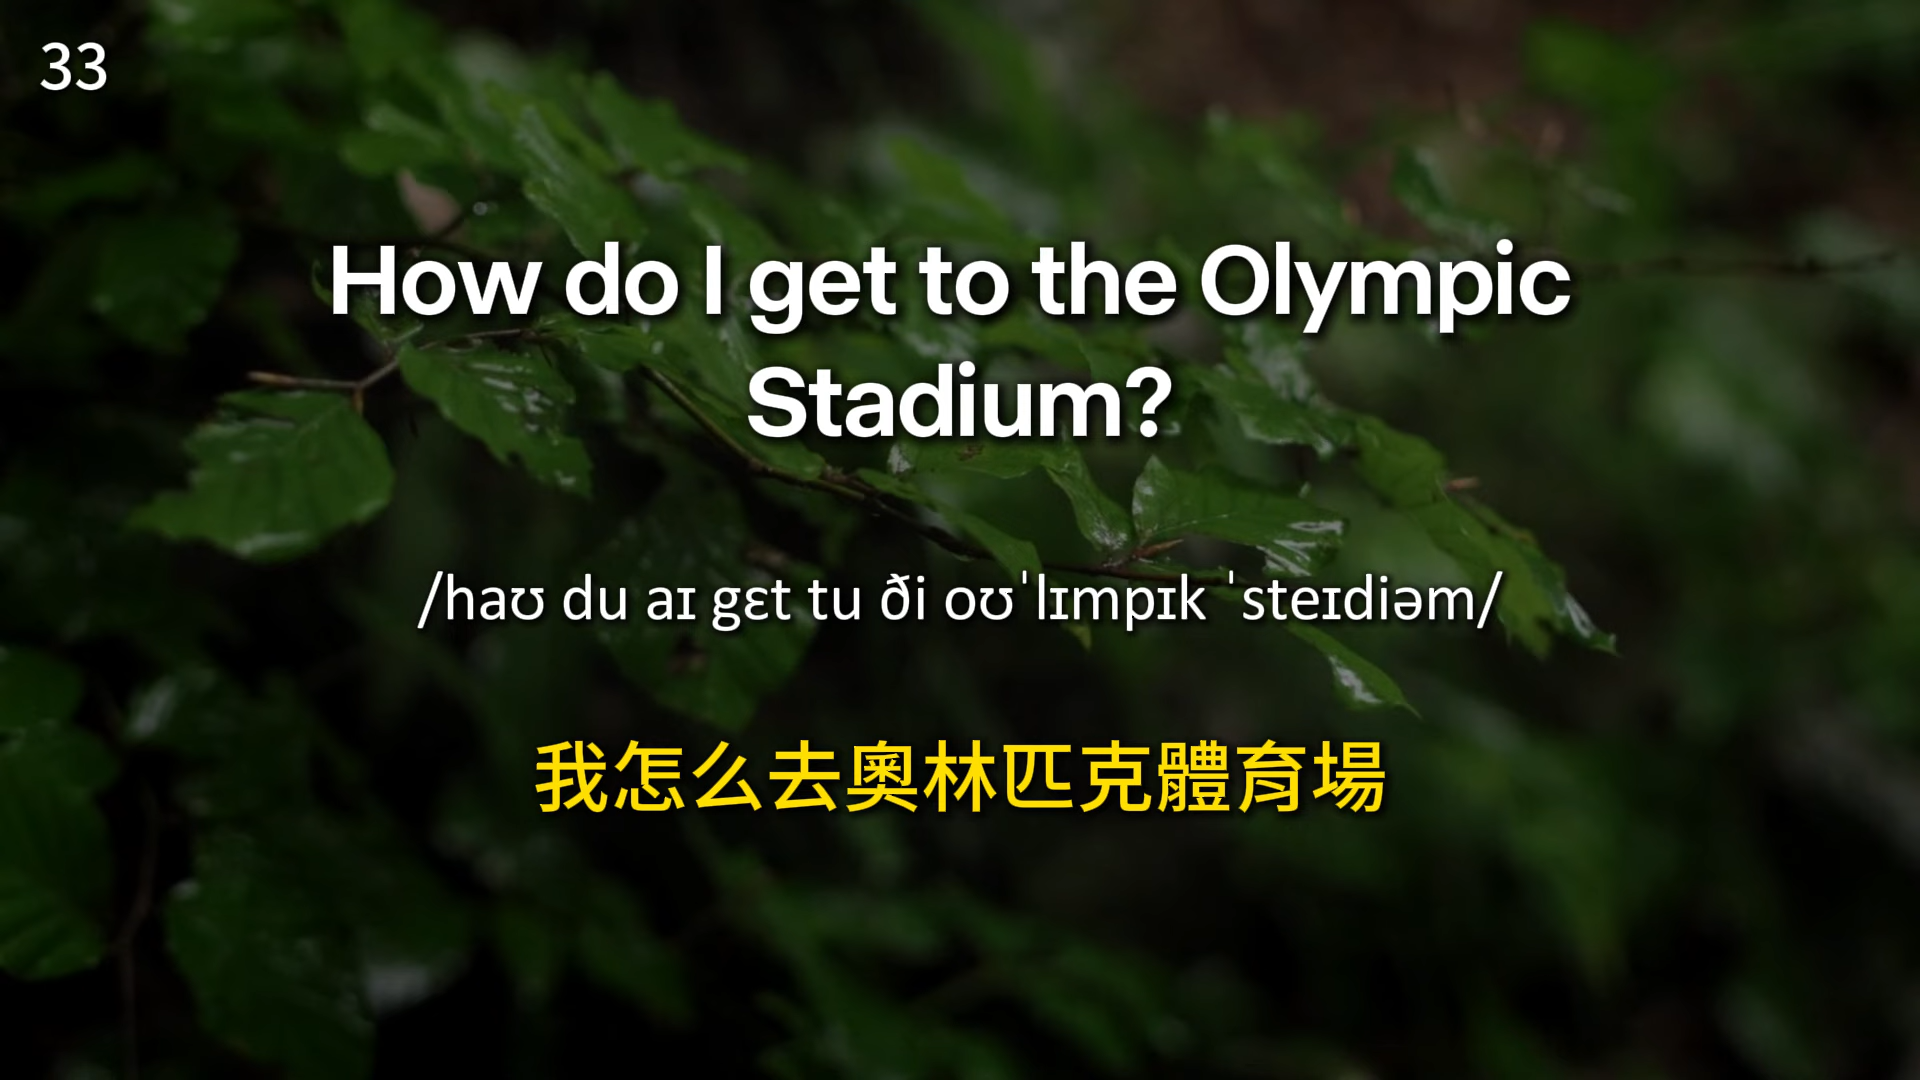 33
How do I get to the Olympic
Stadium?
/haʊ du aɪ gɛt tu ði oʊˈlɪmpɪk ˈsteɪdiəm/
我怎么去奧林匹克體育場